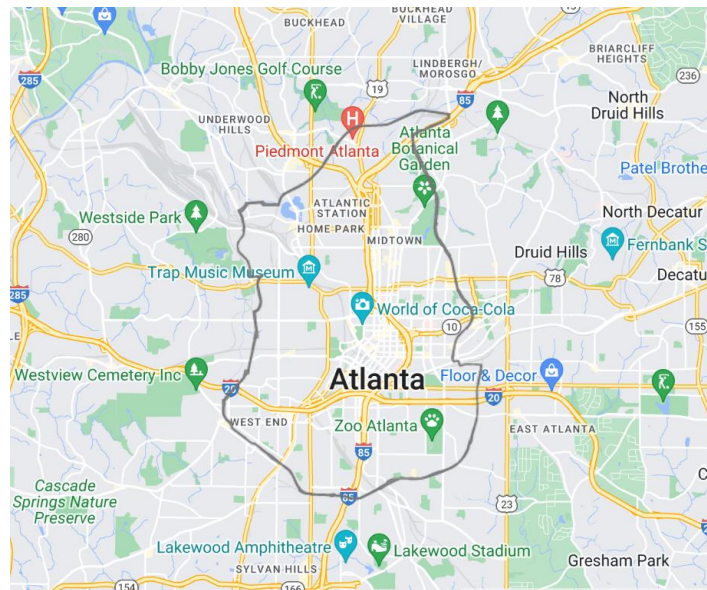 BUCKHEAD
BUCKHEAD
VILLAGE
285
Bobby Jones Golf Course
19
LINDBERGH/
MOROSGO
BRIARCLIFF
HEIGHTS
236
85
North
Druid Hills
UNDERWOOD
HILLS
H
Piedmont Atlanta
Atlanta
Botanical
Garden
Patel Brothe
Westside Park
ATLANTIC
STATION
HOME PARK
MIDTOWN
North Decatur
280
Druid Hills
Fernbank S
Trap Music Museum
78
Decatu
285
World of Coca-Cola
10
155
LE
Westview Cemetery Inc
20
Atlanta
Floor & Decor
20
WEST END
Zoo Atlanta
EAST ATLANTA
85
Cascade
Springs Nature
Preserve
85
23
C
Lakewood Amphitheatre
Lakewood Stadium
Gresham Park
SYLVAN HILLS
154
166